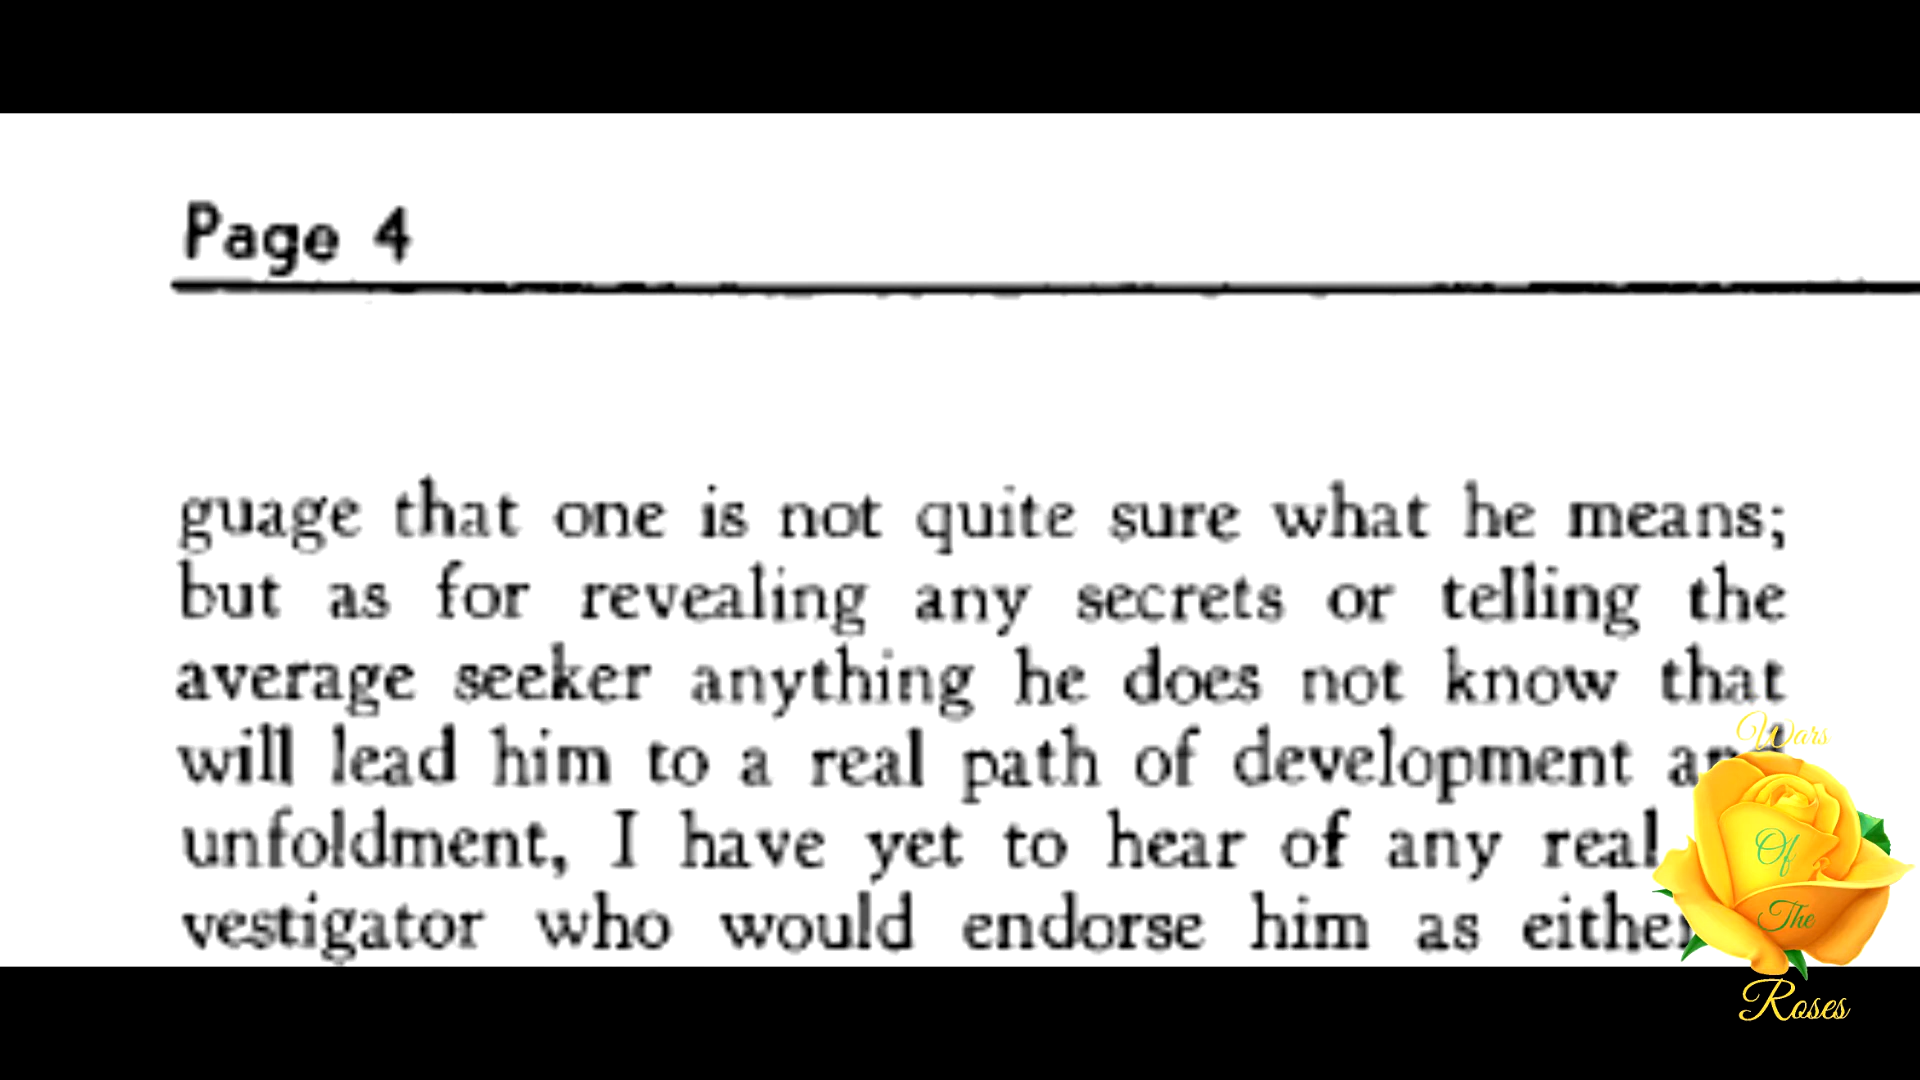 Page 4
guage that one is not quite sure what he means;
but as for revealing any secrets or telling the
average seeker anything he does not know that
will lead him to a real path of development
unfoldment, I have yet to hear of any real
vestigator who would endorse him as either
Wars
Of
The
Roses